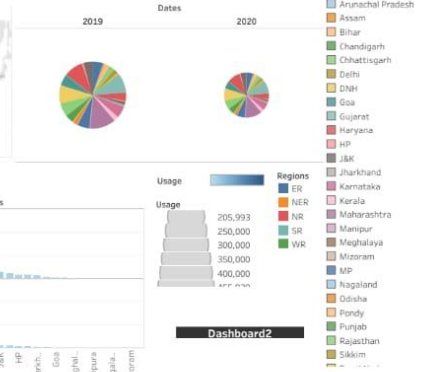 Dates
2019
2020
Usage
Usage
205,993
250,000
300,000
350,000
400,000
Regions
ER
NER
NR
SR
WR
Dashboard2
HP
Goa
Arunachal Pradesh
Assam
Bihar
Chandigarh
Chhattisgarh
Delhi
DNH
Goa
Gujarat
Haryana
HP
J&K
Jharkhand
Karnataka
Kerala
Maharashtra
Manipur
Meghalaya
Mizoram
MP
Nagaland
Odisha
Pondy
Punjab
Rajasthan
Sikkim